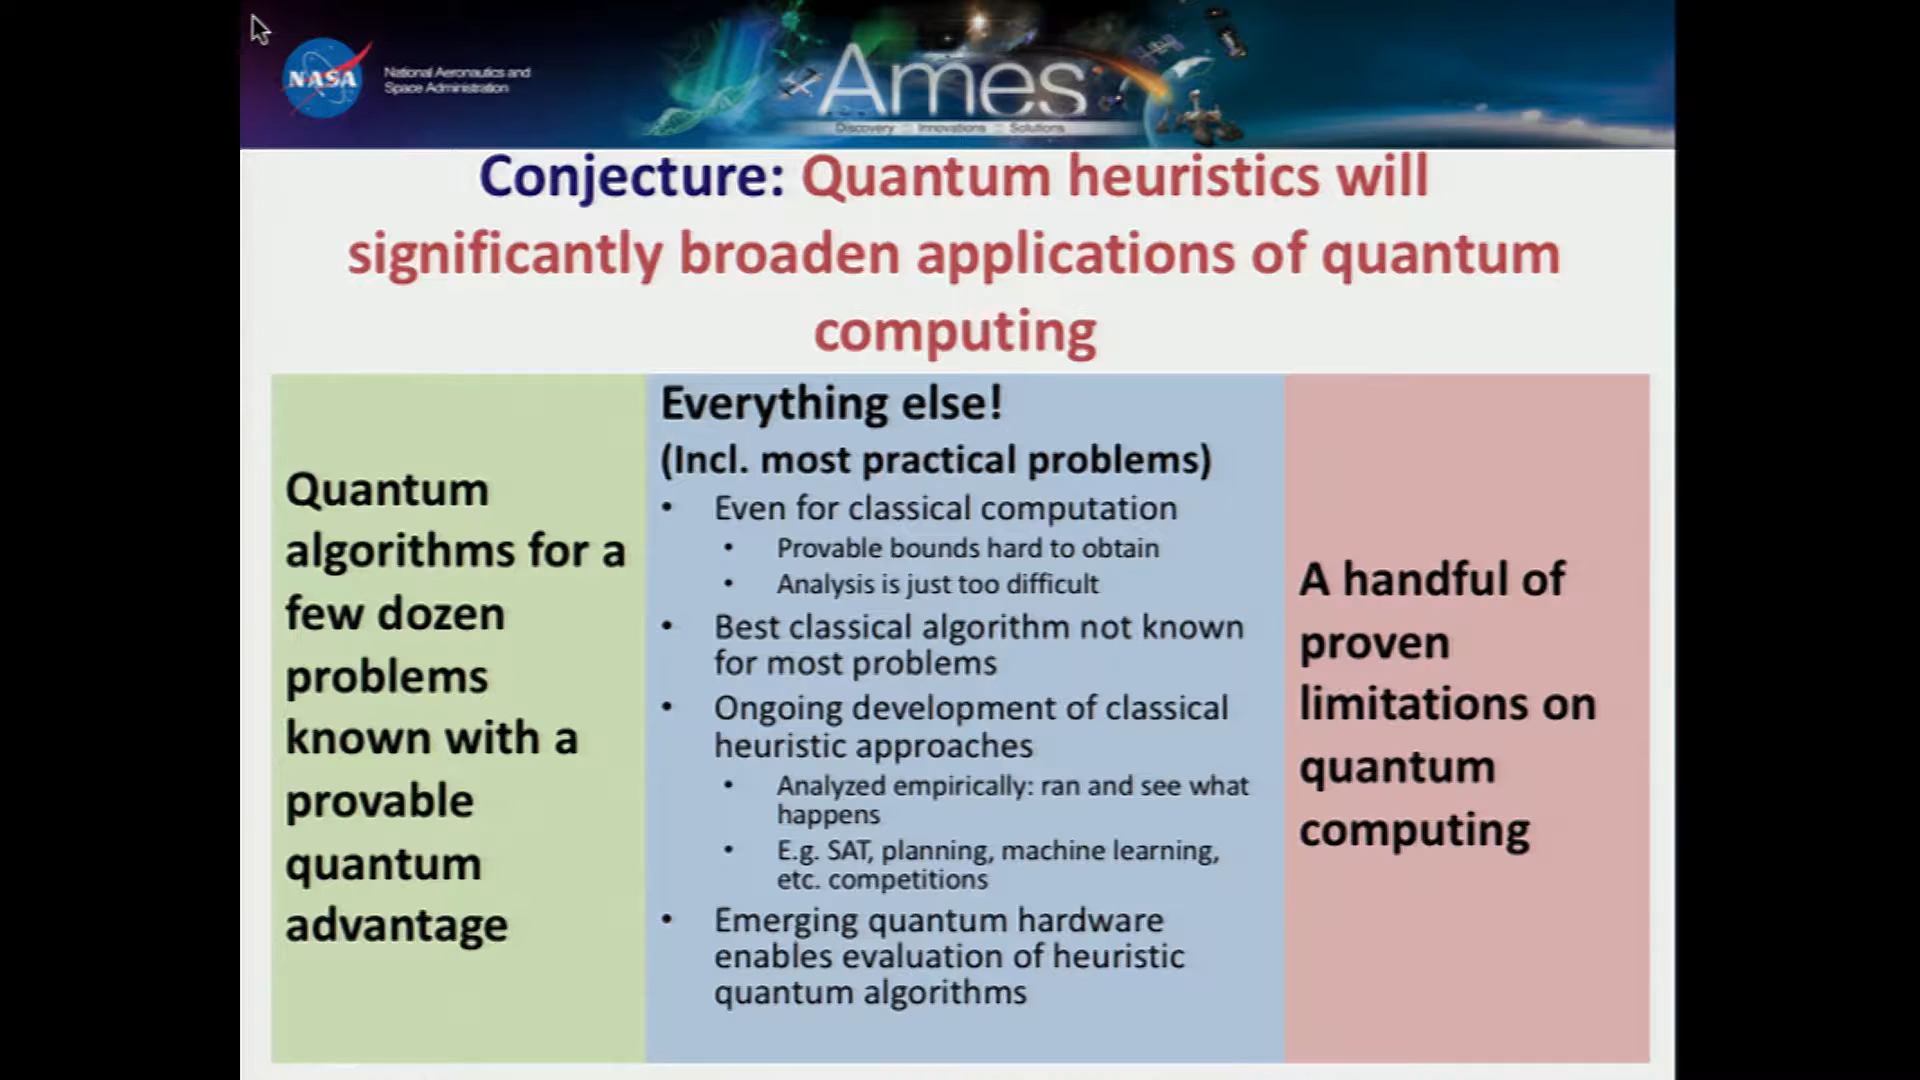 NASA
National Aeronautics and
Space Administration
Ames
Discovery :: Innovations :: Solutions
Conjecture: Quantum heuristics will
significantly broaden applications of quantum
computing
Quantum
algorithms for a
few dozen
problems
known with a
provable
quantum
advantage
Everything else!
(Incl. most practical problems)
• Even for classical computation
• Provable bounds hard to obtain
• Analysis is just too difficult
• Best classical algorithm not known
for most problems
• Ongoing development of classical
heuristic approaches
• Analyzed empirically: ran and see what
happens
• E.g. SAT, planning, machine learning,
etc. competitions
• Emerging quantum hardware
enables evaluation of heuristic
quantum algorithms
A handful of
proven
limitations on
quantum
computing